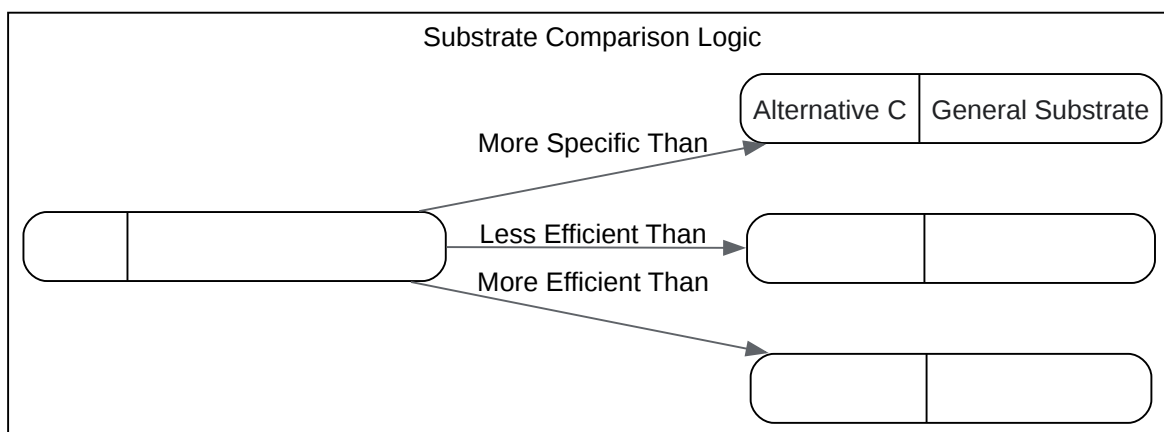 Substrate Comparison Logic
Alternative C
General Substrate
More Specific Than
Less Efficient Than
More Efficient Than